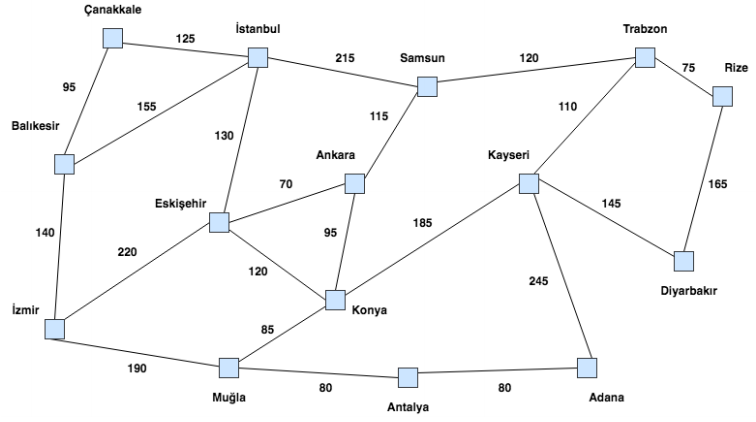 Çanakkale
İstanbul
Trabzon
125
215
Samsun
120
75
Rize
95
155
110
Balıkesir
130
115
Ankara
Kayseri
70
165
Eskişehir
145
140
220
95
185
120
245
Diyarbakır
İzmir
Konya
85
190
80
80
Muğla
Antalya
Adana